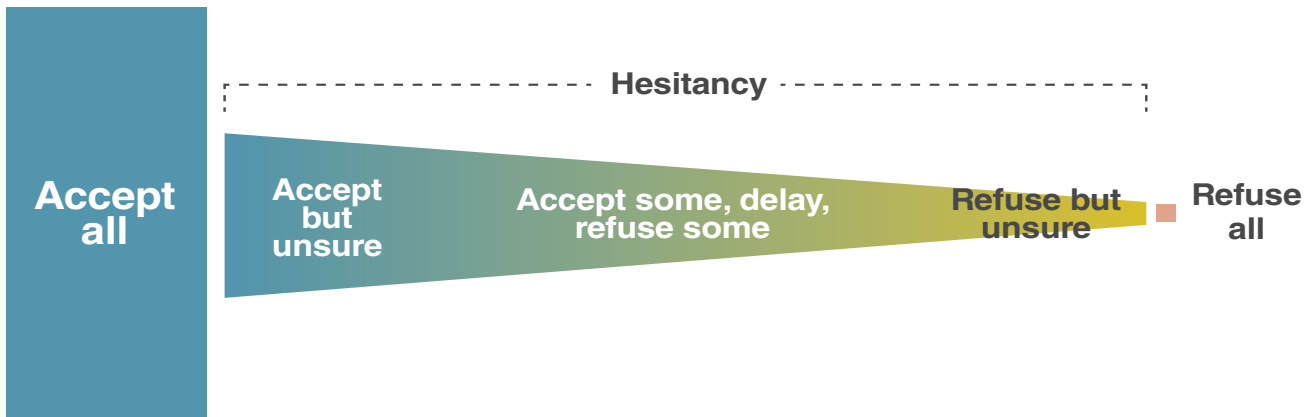 Hesitancy
Accept
all
Accept
but
unsure
Accept some, delay,
refuse some
Refuse but
unsure
Refuse
all